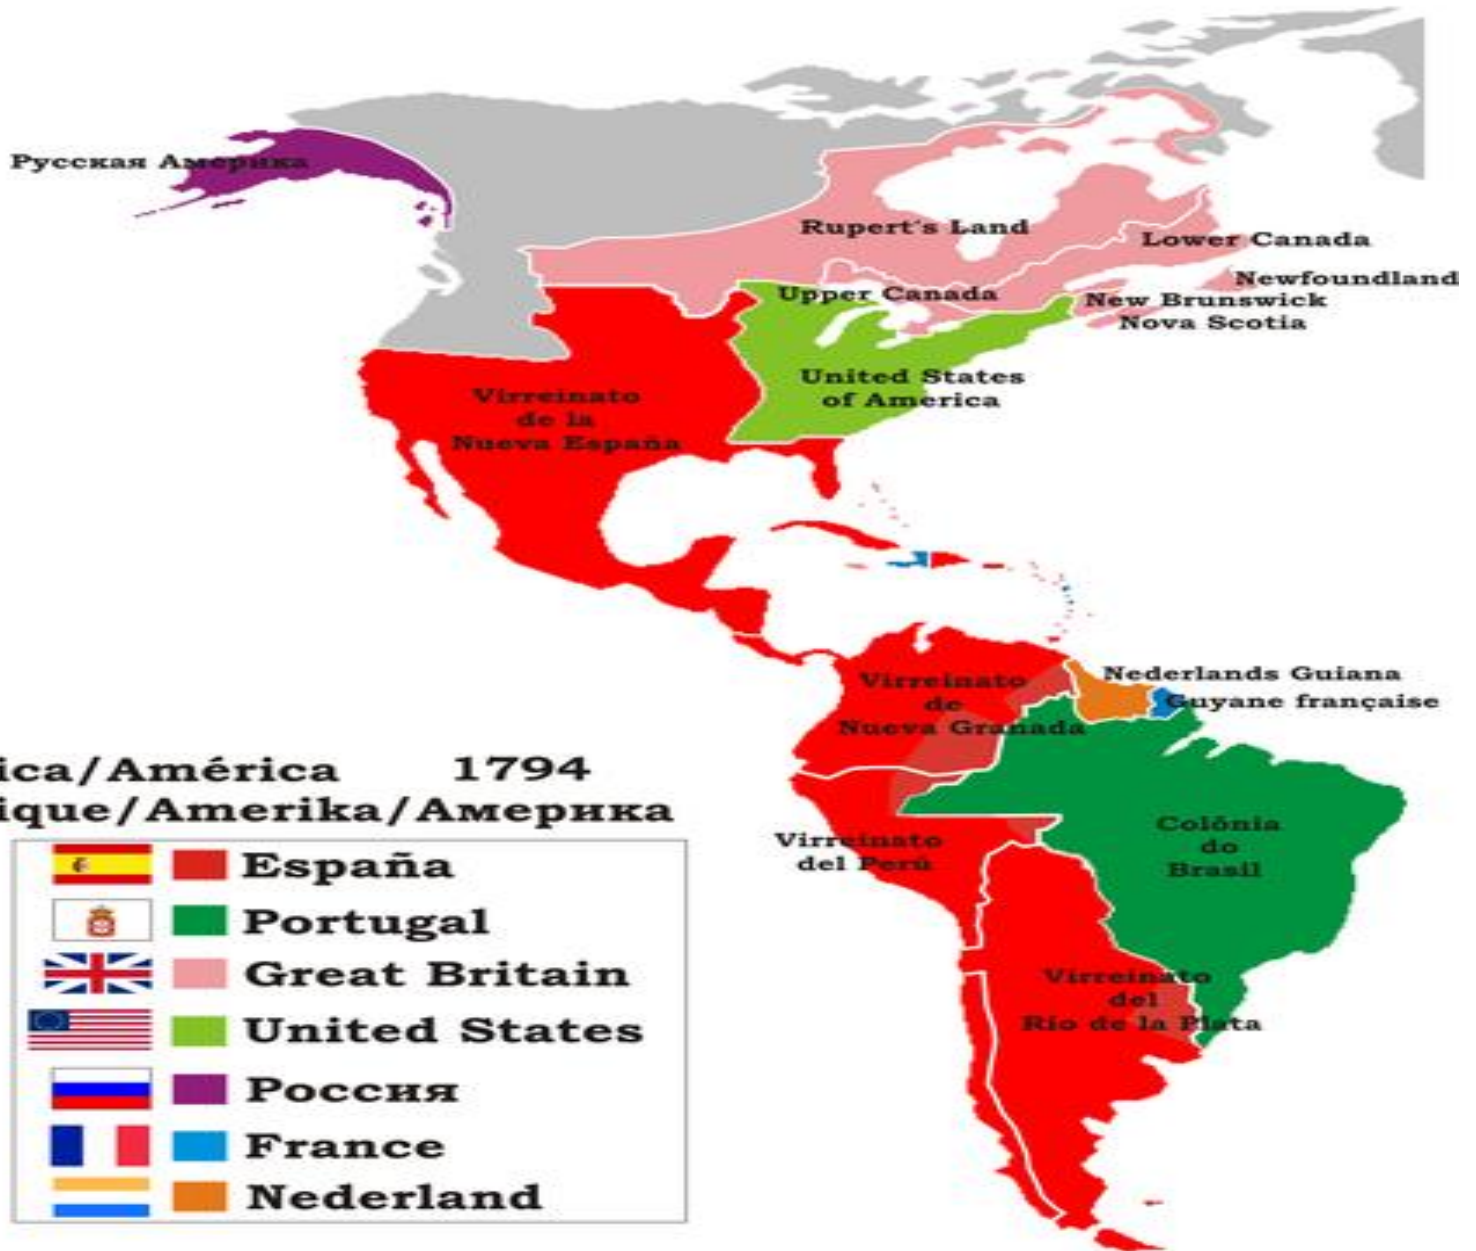 Русская Америка
Rupert's Land
Lower Canada
Newfoundland
Upper Canada
New Brunswick
Nova Scotia
United States
of America
Virreinato
de la
Nueva España
Nederlands Guiana
Guyane française
Virreinato
de
Nueva Granada
Virreinato
del Perú
Colônia
do
Brasil
Virreinato
del
Río de la Plata
ica/América 1794
ique/Amerika/Америка
España
Portugal
Great Britain
United States
Россия
France
Nederland